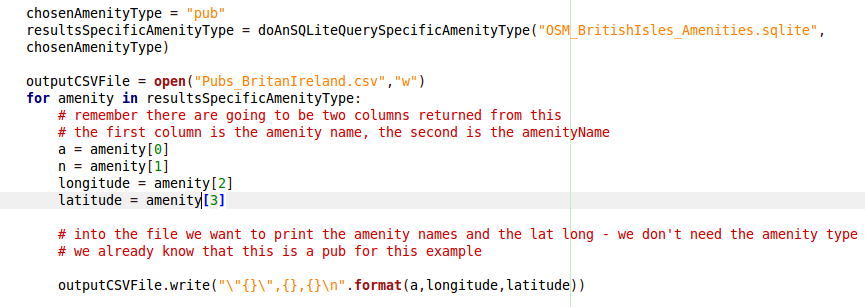 chosenAmenityType = "pub"
resultsSpecificAmenityType = doAnSQLiteQuerySpecificAmenityType("OSM_BritishIsles_Amenities.sqlite",
chosenAmenityType)
outputCSVFile = open("Pubs_BritanIreland.csv","w")
for amenity in resultsSpecificAmenityType:
# remember there are going to be two columns returned from this
# the first column is the amenity name, the second is the amenityName
a = amenity[0]
n = amenity[1]
longitude = amenity[2]
latitude = amenity[3]
# into the file we want to print the amenity names and the lat long - we don't need the amenity type
# we already know that this is a pub for this example
outputCSVFile.write("\"{}\",{},{}\n".format(a,longitude,latitude))